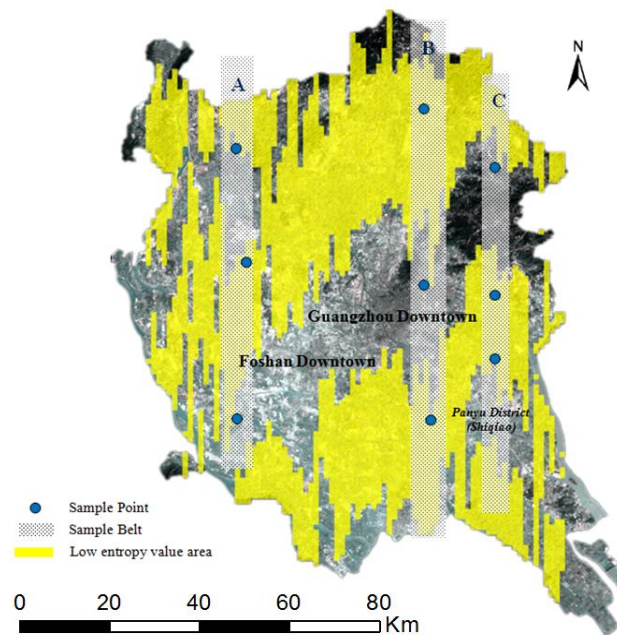 B
A
C
N
Guangzhou Downtown
Foshan Downtown
Panyu District
(Shiqiao)
Sample Point
Sample Belt
Low entropy value area
0 20 40 60 80
Km